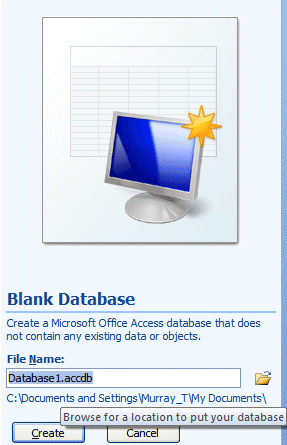 Blank Database
Create a Microsoft Office Access database that does
not contain any existing data or objects.
File Name:
Database1.accdb
C:\Documents and Settings\Murray_T\My Documents\
Browse for a location to put your database
Create
Cancel